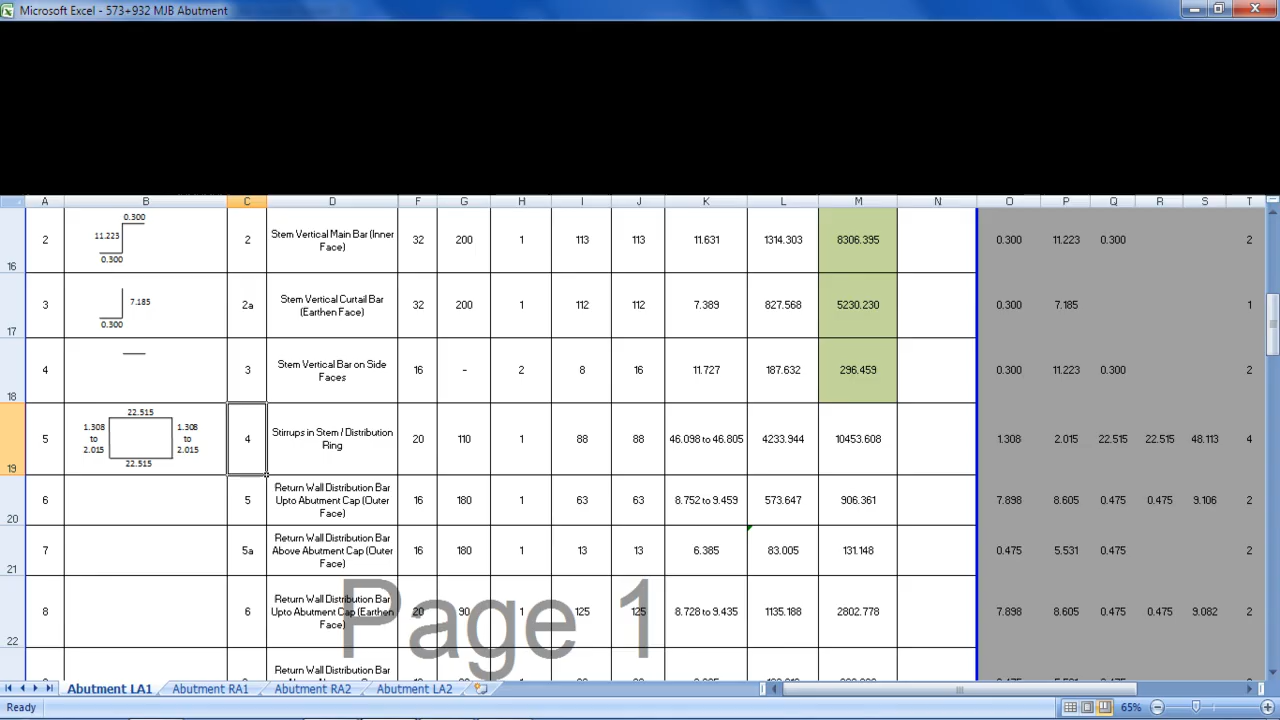 Microsoft Excel - 573+932 MJB Abutment
A B C D F G H I J K L M N O P Q R S T
16 2 0.300 11.223 0.300 2 Stem Vertical Main Bar (Inner Face) 32 200 1 113 113 11.631 1314.303 8306.395 0.300 11.223 0.300 2
17 3 7.185 0.300 2a Stem Vertical Curtail Bar (Earthen Face) 32 200 1 112 112 7.389 827.568 5230.230 0.300 7.185 1
18 4 3 Stem Vertical Bar on Side Faces 16 - 2 8 16 11.727 187.632 296.459 0.300 11.223 0.300 2
19 5 22.515 1.308 to 2.015 1.308 to 2.015 22.515 4 Stirrups in Stem / Distribution Ring 20 110 1 88 88 46.098 to 46.805 4233.944 10453.608 1.308 2.015 22.515 22.515 48.113 4
20 6 5 Return Wall Distribution Bar Upto Abutment Cap (Outer Face) 16 180 1 63 63 8.752 to 9.459 573.647 906.361 7.898 8.605 0.475 0.475 9.106 2
21 7 5a Return Wall Distribution Bar Above Abutment Cap (Outer Face) 16 180 1 13 13 6.385 83.005 131.148 0.475 5.531 0.475 2
22 8 6 Return Wall Distribution Bar Upto Abutment Cap (Earthen Face) 20 90 1 125 125 8.728 to 9.435 1135.188 2802.778 7.898 8.605 0.475 0.475 9.082 2
Page 1
Return Wall Distribution Bar
Abutment LA1 Abutment RA1 Abutment RA2 Abutment LA2
Ready 65%